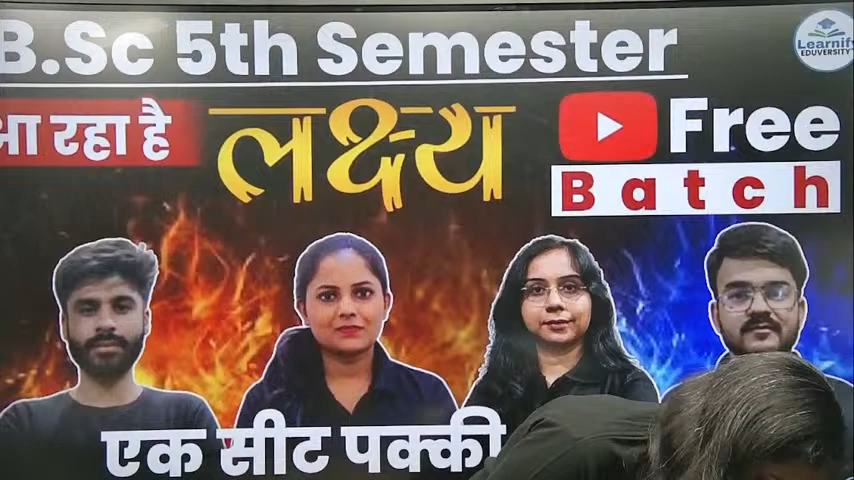 B.Sc 5th Semester
Learnify
EDUVERSITY
आ रहा है
लक्ष्य
Free
Batch
एक सीट पक्की